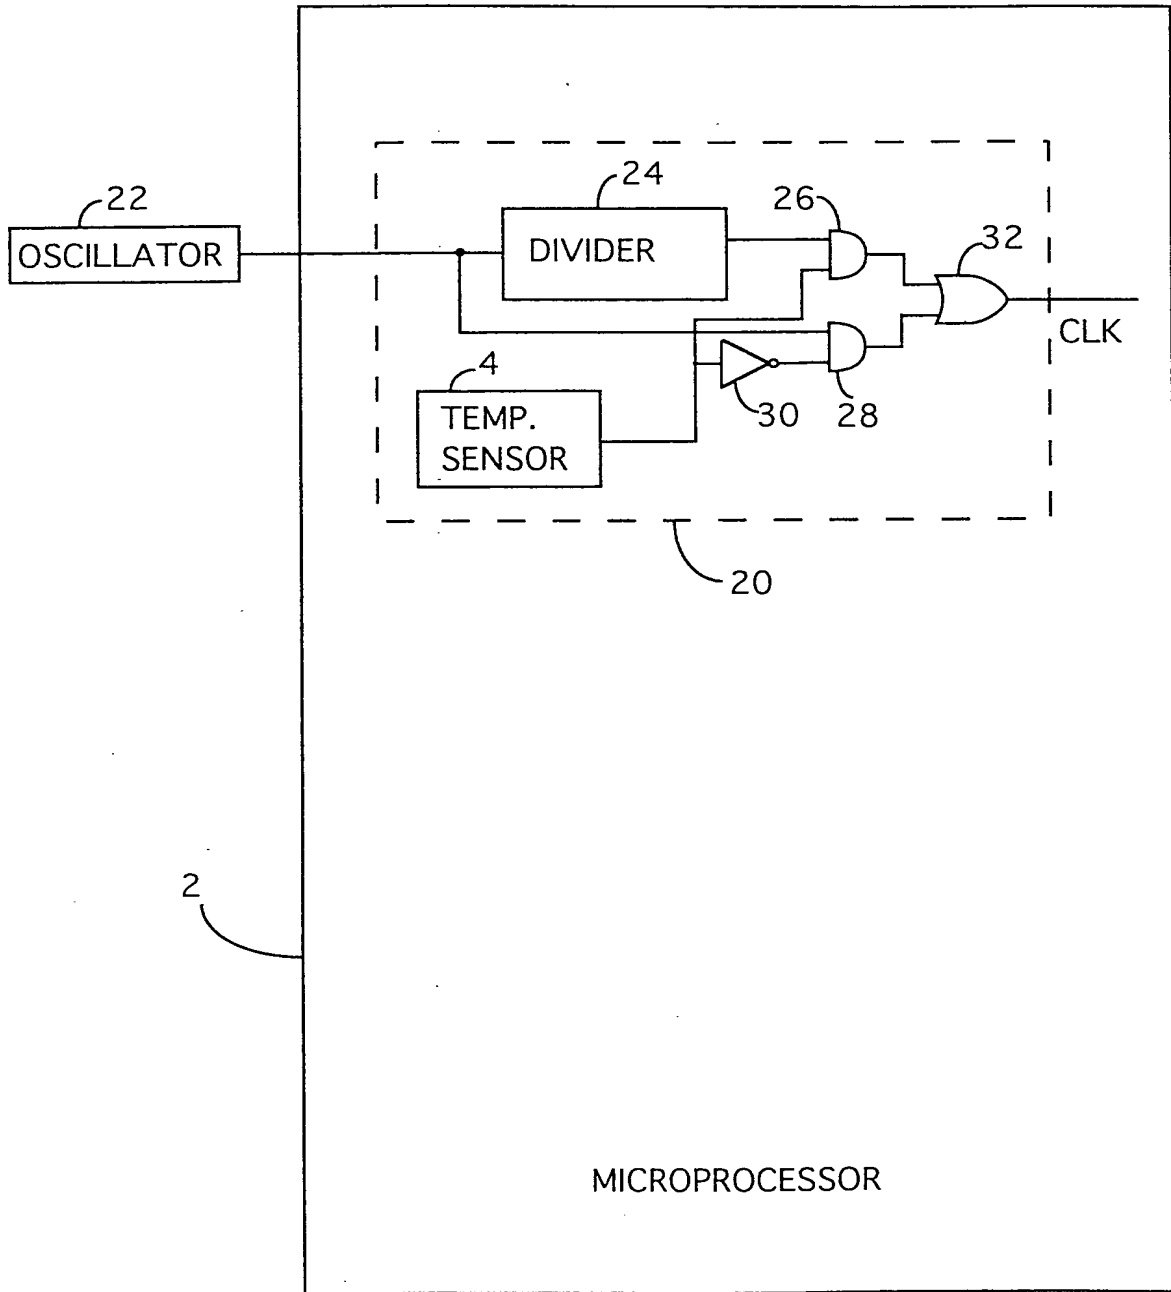 22
24
26
32
OSCILLATOR
DIVIDER
CLK
4
TEMP.
SENSOR
30
28
20
2
MICROPROCESSOR